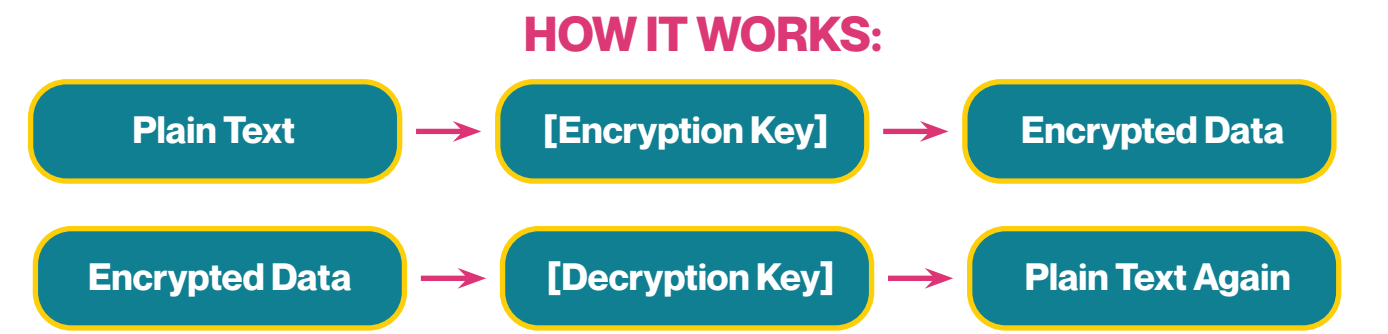 HOW IT WORKS:
Plain Text
[Encryption Key]
Encrypted Data
Encrypted Data
[Decryption Key]
Plain Text Again